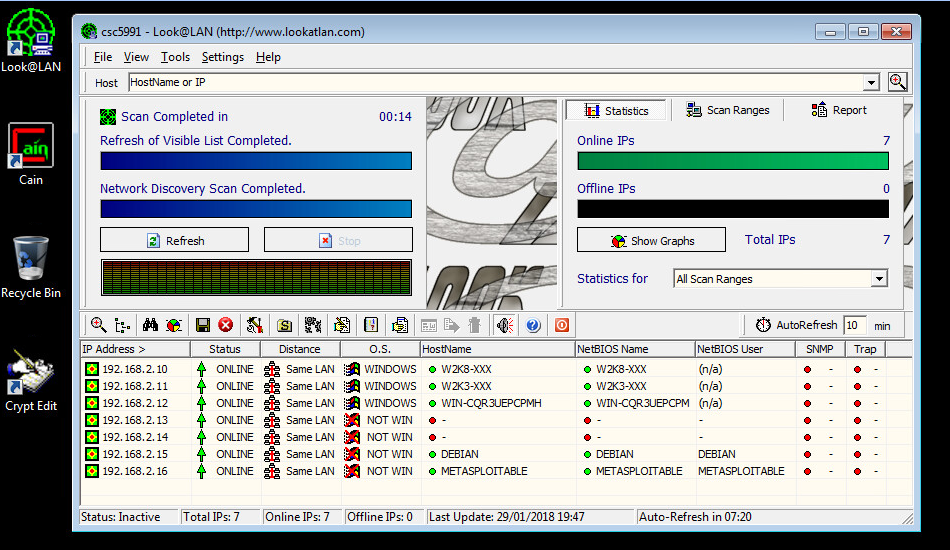 Look@LAN
Cain
Recycle Bin
Crypt Edit
csc5991 - Look@LAN (http://www.lookatlan.com)
File View Tools Settings Help
Host HostName or IP
Scan Completed in 00:14
Refresh of Visible List Completed.
Network Discovery Scan Completed.
Refresh Stop
Statistics Scan Ranges Report
Online IPs 7
Offline IPs 0
Show Graphs Total IPs 7
Statistics for All Scan Ranges
AutoRefresh 10 min
IP Address > Status Distance O.S. HostName NetBIOS Name NetBIOS User SNMP Trap
192.168.2.10 ONLINE Same LAN WINDOWS W2K8-XXX W2K8-XXX (n/a) - -
192.168.2.11 ONLINE Same LAN WINDOWS W2K3-XXX W2K3-XXX (n/a) - -
192.168.2.12 ONLINE Same LAN WINDOWS WIN-CQR3UEPCPMH WIN-CQR3UEPCPM (n/a) - -
192.168.2.13 ONLINE Same LAN NOT WIN - - - - -
192.168.2.14 ONLINE Same LAN NOT WIN - - - - -
192.168.2.15 ONLINE Same LAN NOT WIN DEBIAN DEBIAN DEBIAN - -
192.168.2.16 ONLINE Same LAN NOT WIN METASPLOITABLE METASPLOITABLE METASPLOITABLE - -
Status: Inactive Total IPs: 7 Online IPs: 7 Offline IPs: 0 Last Update: 29/01/2018 19:47 Auto-Refresh in 07:20